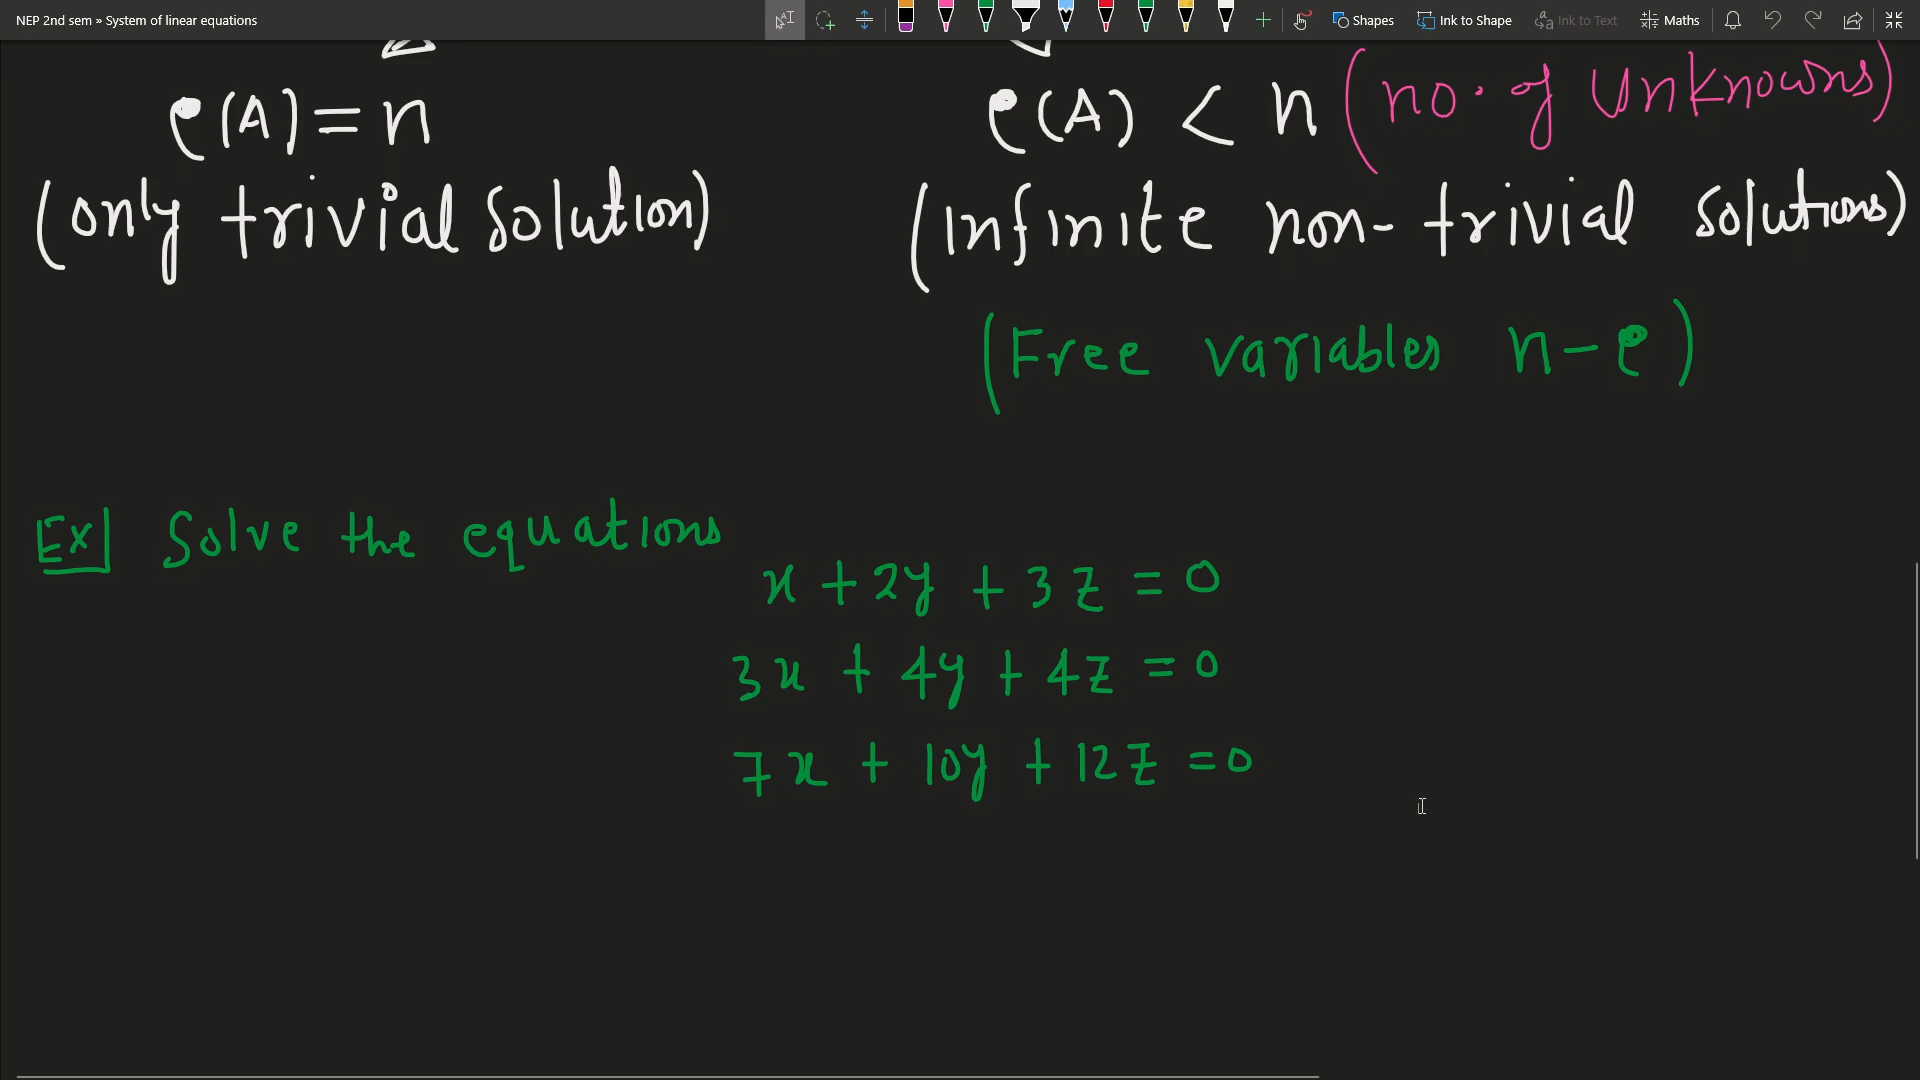 NEP 2nd sem » System of linear equations
Shapes Ink to Shape Ink to Text Maths
ρ(A) = n
ρ(A) < n (no. of unknowns)
(only trivial solution)
(infinite non-trivial solutions)
(Free variables n-ρ)
Ex] Solve the equations
x + 2y + 3z = 0
3x + 4y + 4z = 0
7x + 10y + 12z = 0